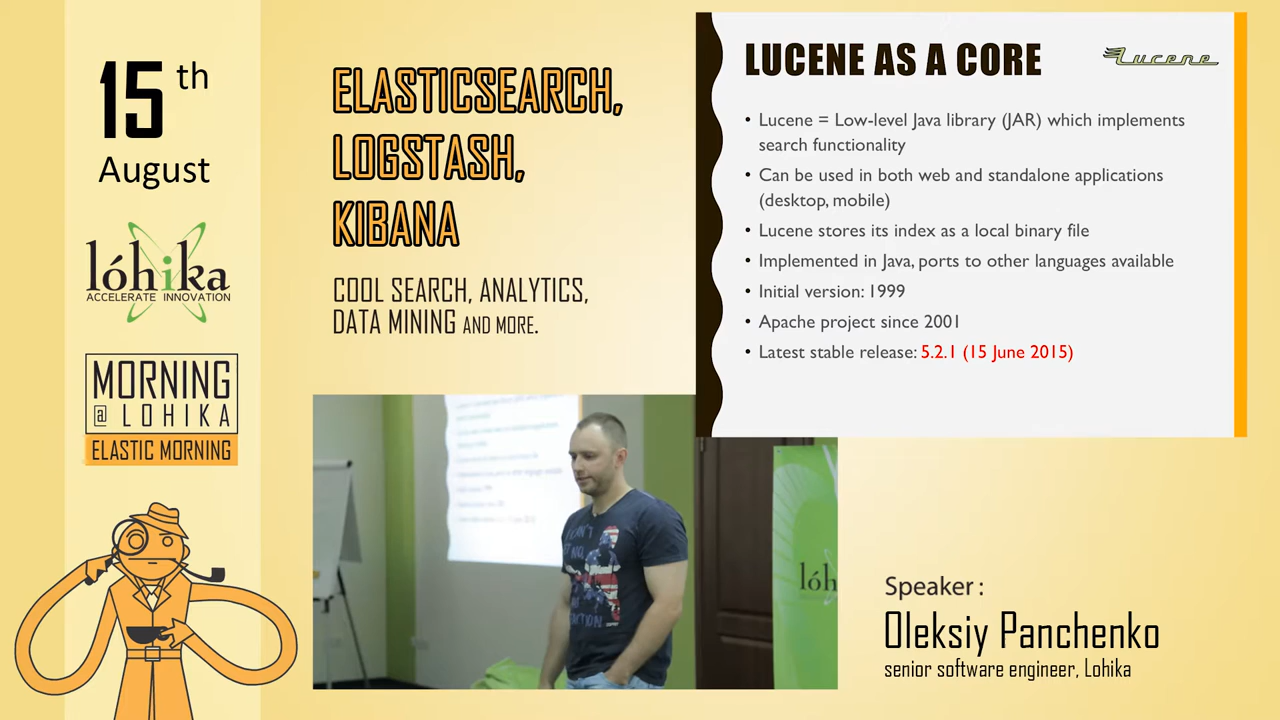 15 th
August
lóhika
ACCELERATE INNOVATION
MORNING
@ LOHIKA
ELASTIC MORNING
ELASTICSEARCH,
LOGSTASH,
KIBANA
COOL SEARCH, ANALYTICS,
DATA MINING AND MORE.
LUCENE AS A CORE
Lucene
• Lucene = Low-level Java library (JAR) which implements
search functionality
• Can be used in both web and standalone applications
(desktop, mobile)
• Lucene stores its index as a local binary file
• Implemented in Java, ports to other languages available
• Initial version: 1999
• Apache project since 2001
• Latest stable release: 5.2.1 (15 June 2015)
lóh
Speaker :
Oleksiy Panchenko
senior software engineer, Lohika